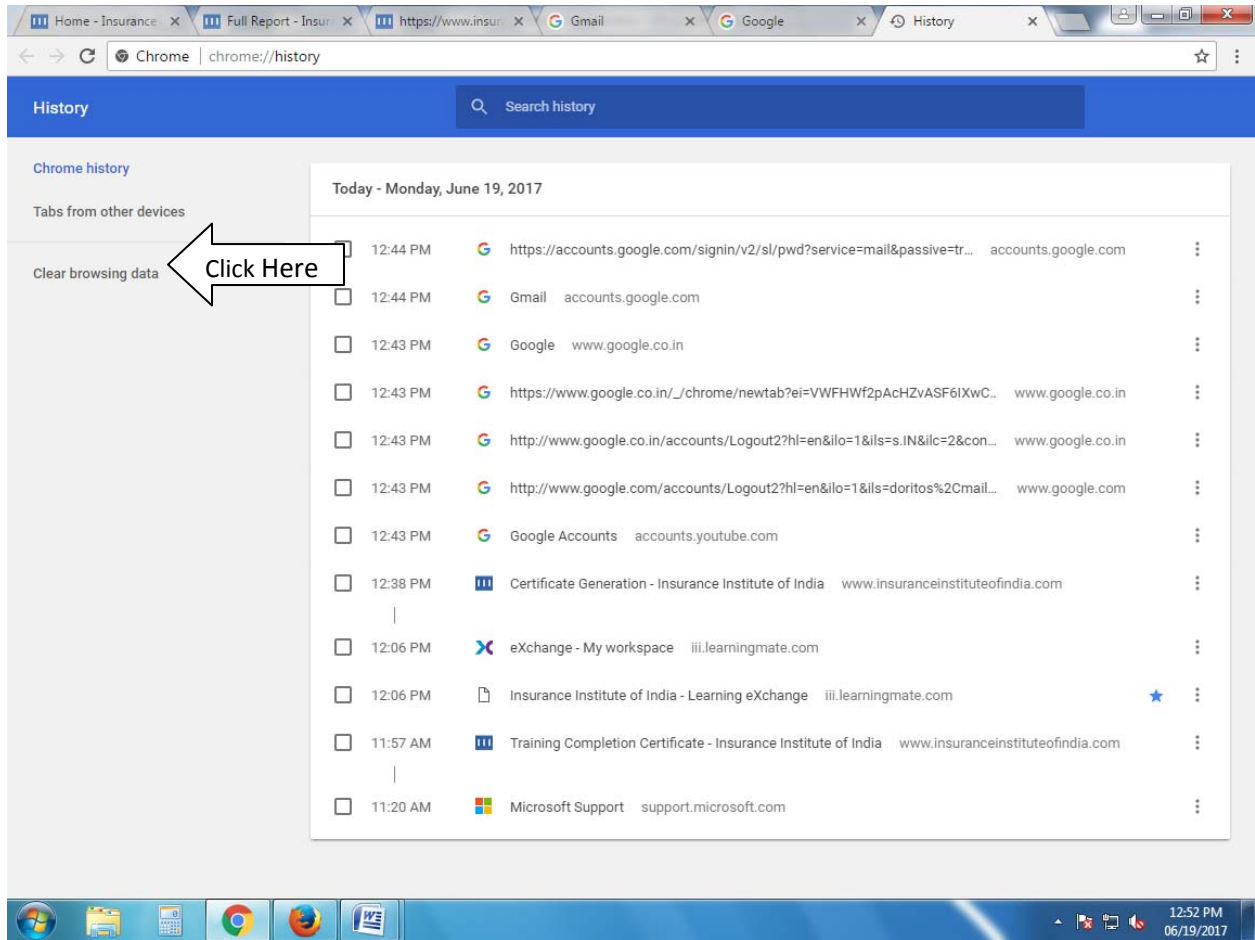 Home - Insurance
Full Report - Insur
https://www.insur
Gmail
Google
History
Chrome | chrome://history
History
Search history
Chrome history
Tabs from other devices
Clear browsing data
Click Here
Today - Monday, June 19, 2017
12:44 PM https://accounts.google.com/signin/v2/sl/pwd?service=mail&passive=tr... accounts.google.com
12:44 PM Gmail accounts.google.com
12:43 PM Google www.google.co.in
12:43 PM https://www.google.co.in/_/chrome/newtab?ei=VWFHWf2pAcHZvASF6IXwC... www.google.co.in
12:43 PM http://www.google.co.in/accounts/Logout2?hl=en&ilo=1&ils=s.IN&ilc=2&con... www.google.co.in
12:43 PM http://www.google.com/accounts/Logout2?hl=en&ilo=1&ils=doritos%2Cmail... www.google.com
12:43 PM Google Accounts accounts.youtube.com
12:38 PM Certificate Generation - Insurance Institute of India www.insuranceinstituteofindia.com
12:06 PM eXchange - My workspace iii.learningmate.com
12:06 PM Insurance Institute of India - Learning eXchange iii.learningmate.com
11:57 AM Training Completion Certificate - Insurance Institute of India www.insuranceinstituteofindia.com
11:20 AM Microsoft Support support.microsoft.com
12:52 PM
06/19/2017